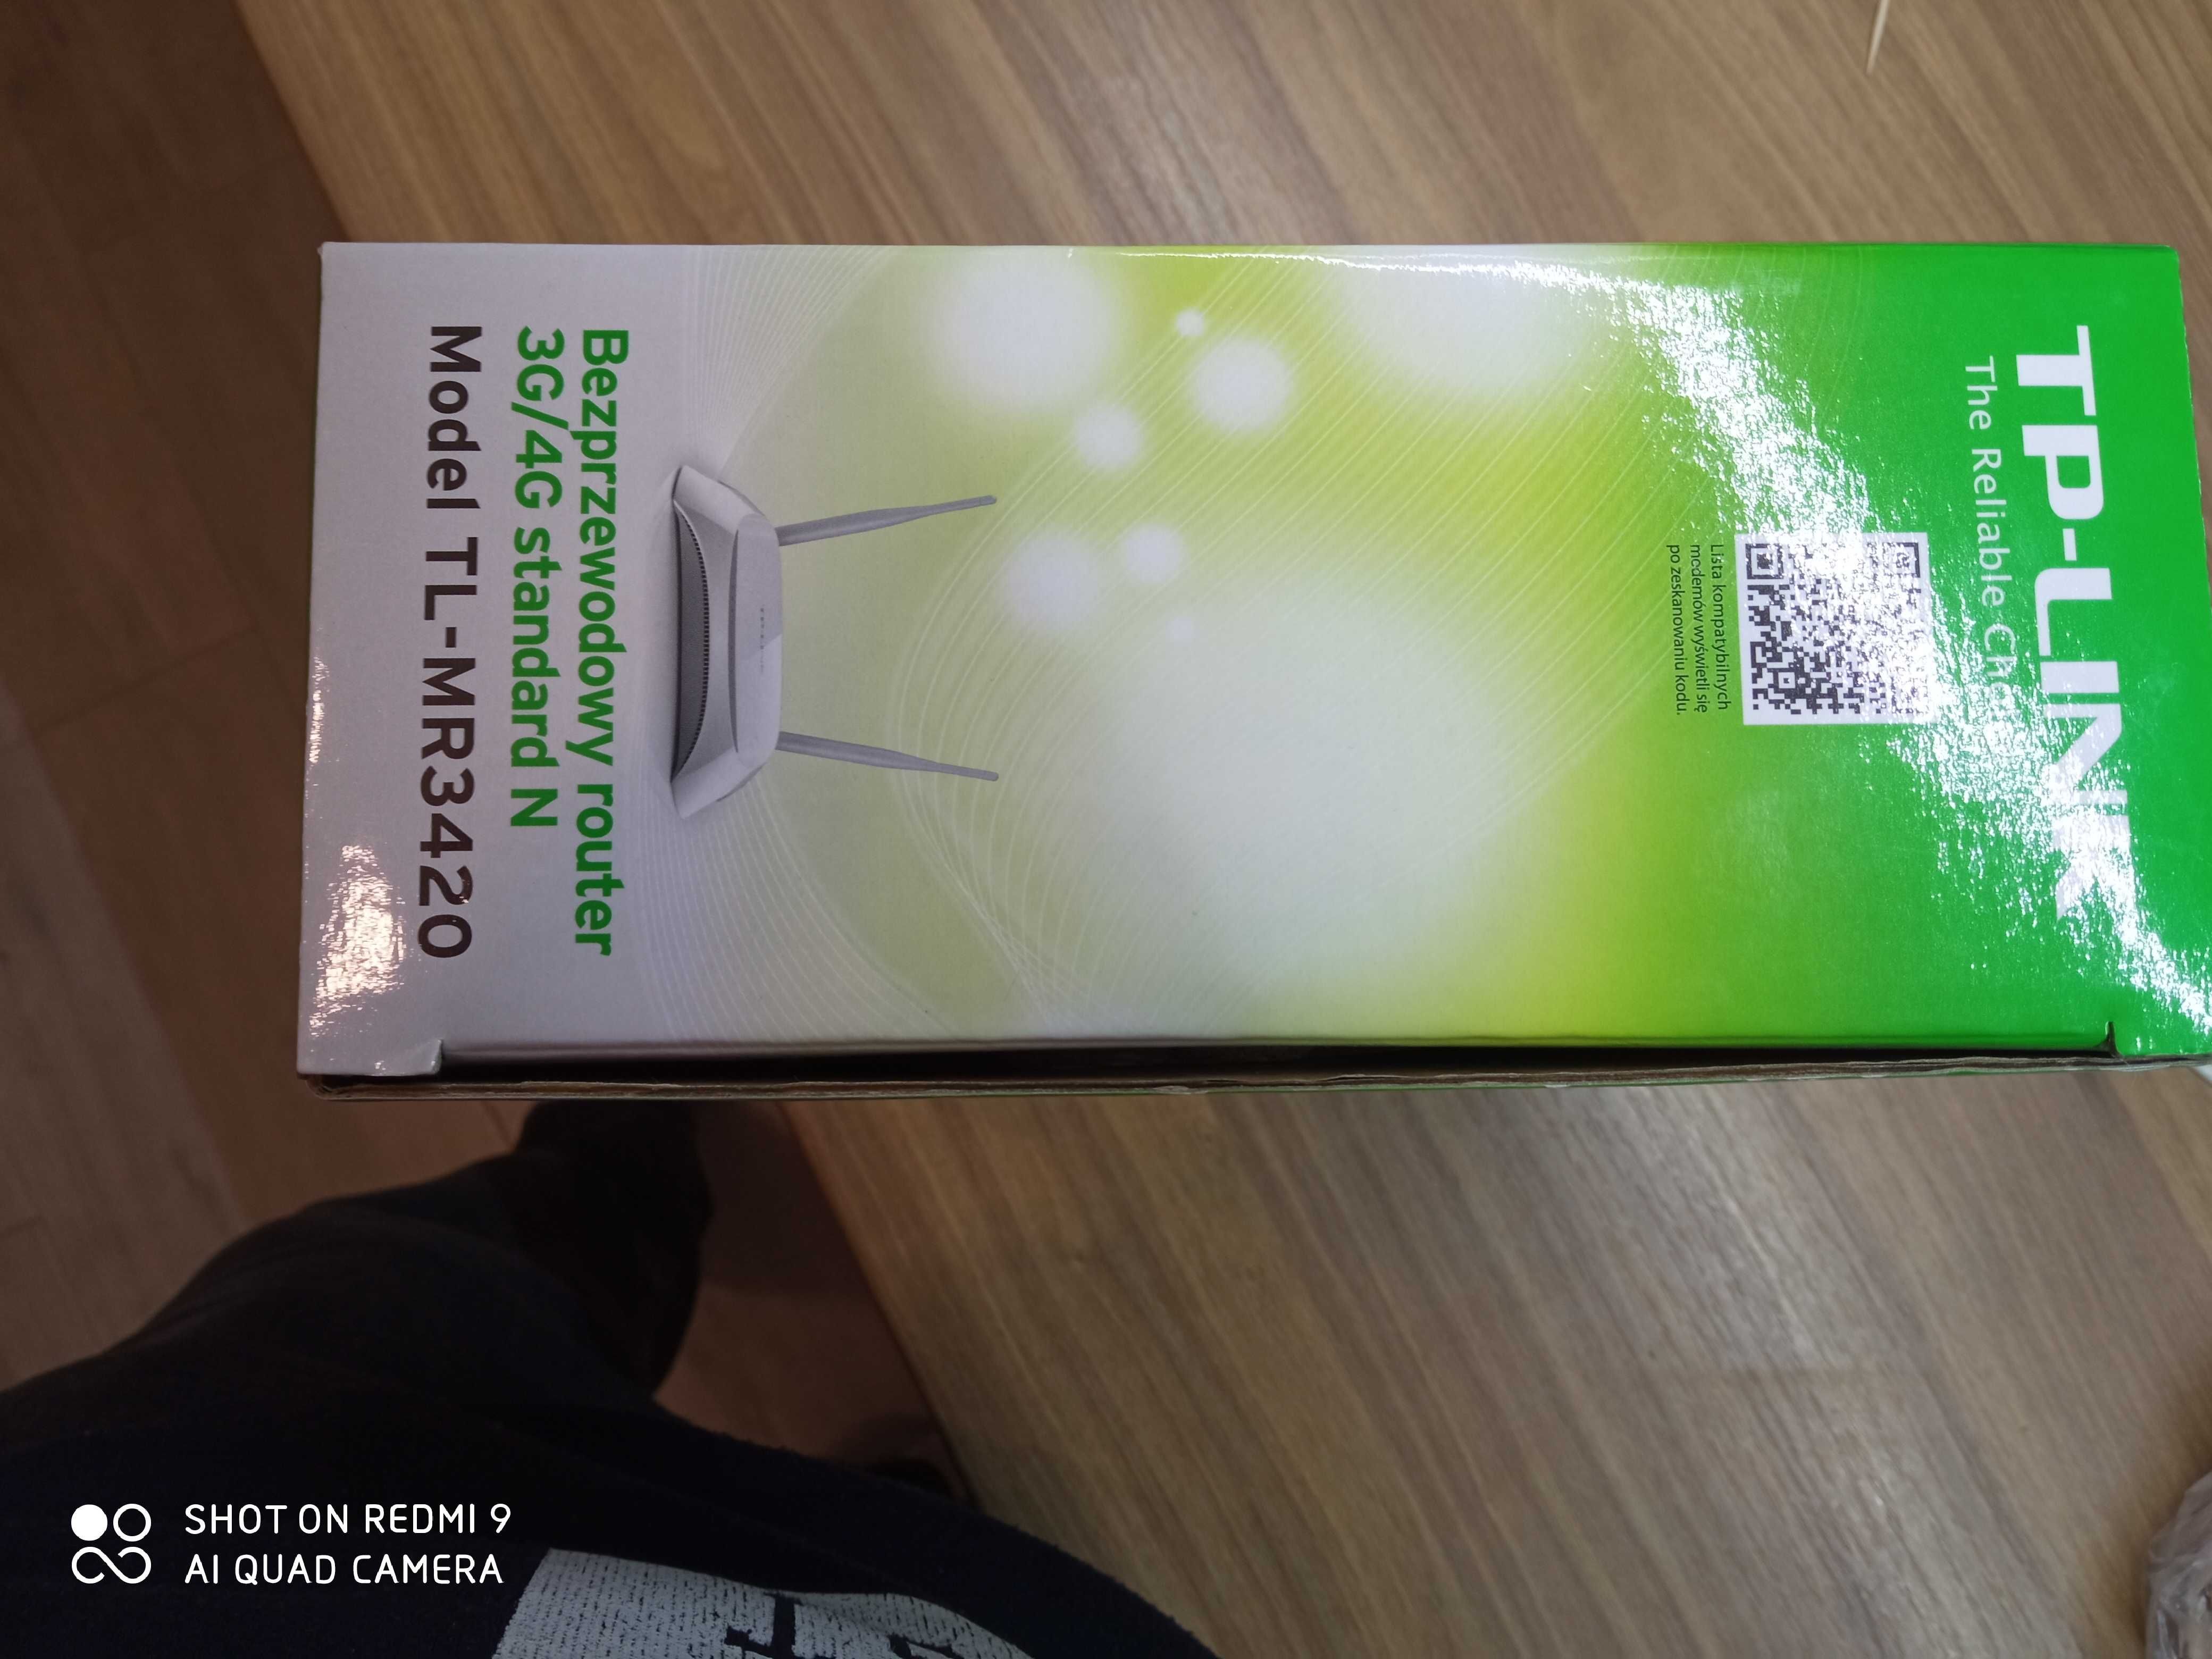 TP-LINK
The Reliable Choice
Lista kompatybilnych
modemów wyświetli się
po zeskanowaniu kodu.
Bezprzewodowy router
3G/4G standard N
Model TL-MR3420
SHOT ON REDMI 9
AI QUAD CAMERA